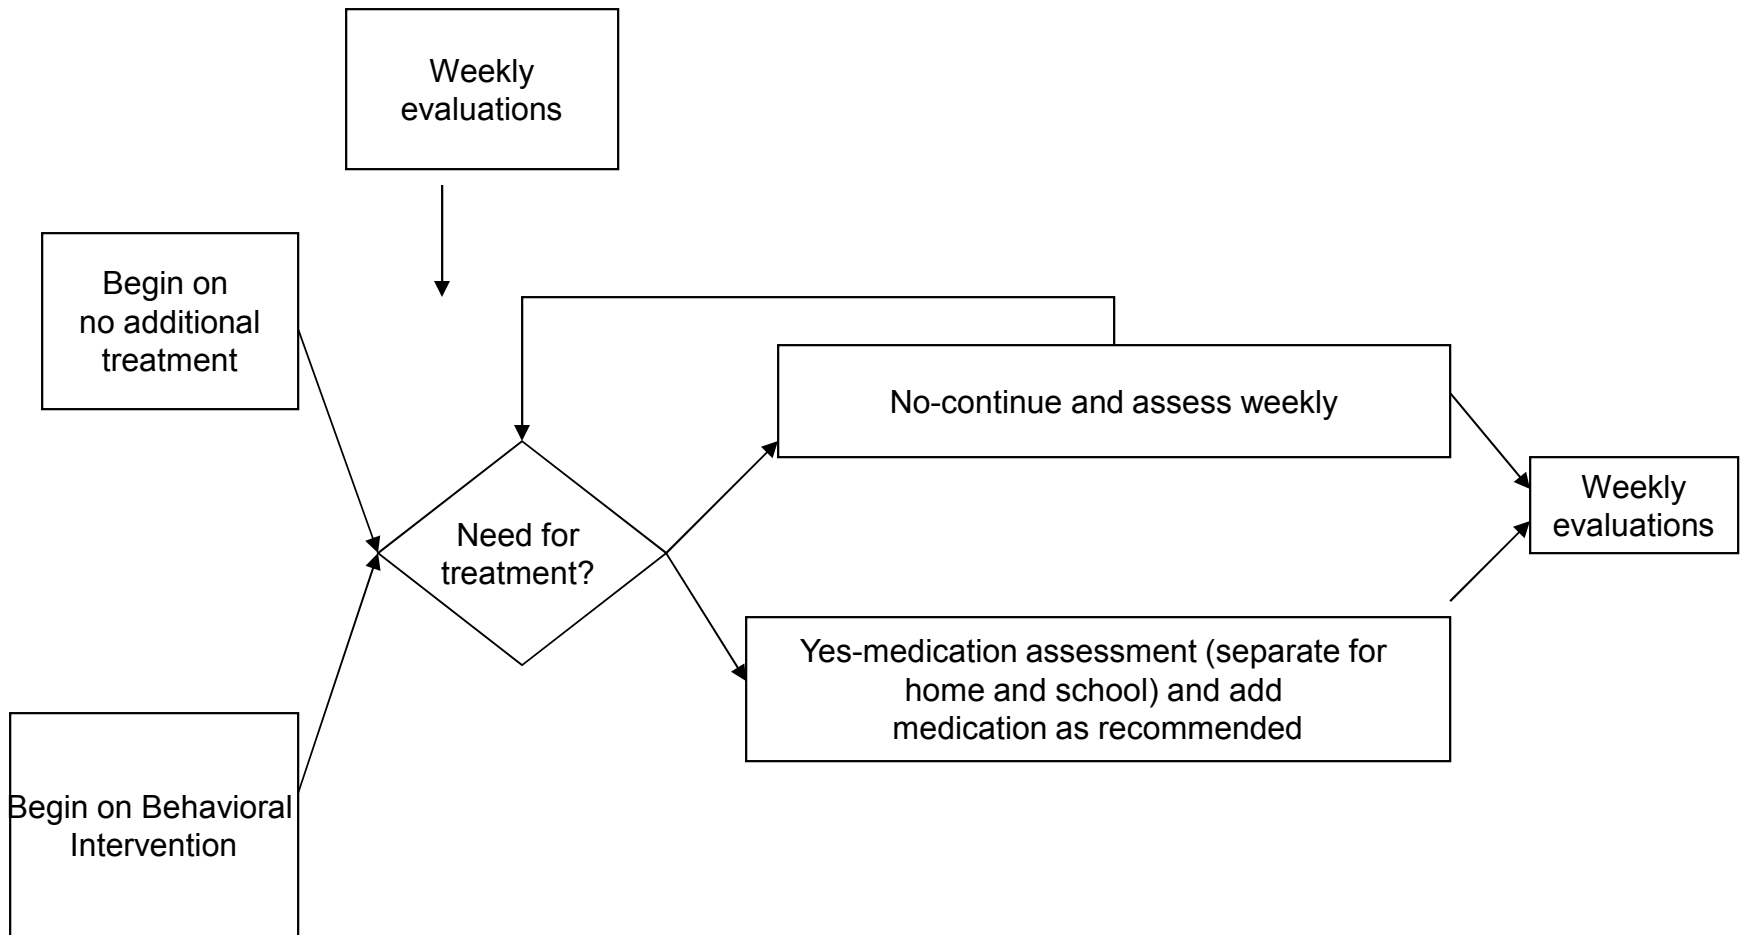 Weekly
evaluations
Begin on
no additional
treatment
No-continue and assess weekly
Weekly
evaluations
Need for
treatment?
Yes-medication assessment (separate for
home and school) and add
medication as recommended
Begin on Behavioral
Intervention